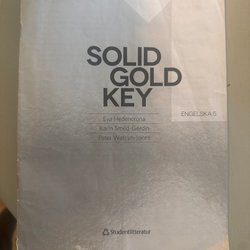 SOLID
GOLD
KEY
ENGELSKA 5
Eva Hedencrona
Karin Smed-Gerdin
Peter Watcyn-Jones
Studentlitteratur